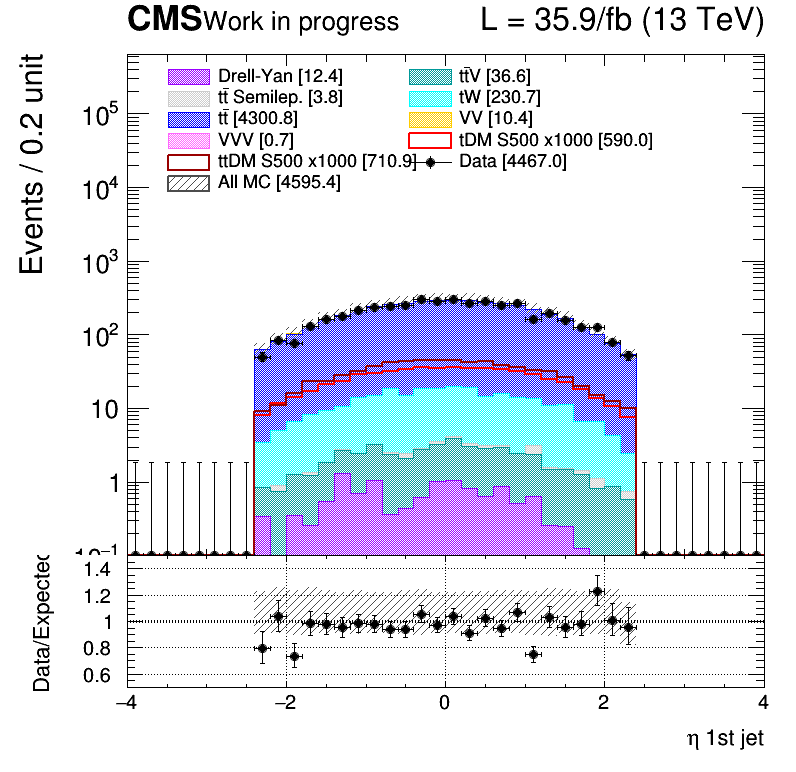 CMS Work in progress L = 35.9/fb (13 TeV)
Events / 0.2 unit
Drell-Yan [12.4] tt̄V [36.6]
tt̄ Semilep. [3.8] tW [230.7]
tt̄ [4300.8] VV [10.4]
VVV [0.7] tDM S500 x1000 [590.0]
ttDM S500 x1000 [710.9] Data [4467.0]
All MC [4595.4]
10⁵
10⁴
10³
10²
10
1
10⁻¹
Data/Expected
1.4
1.2
1
0.8
0.6
−4 −2 0 2 4
η 1st jet